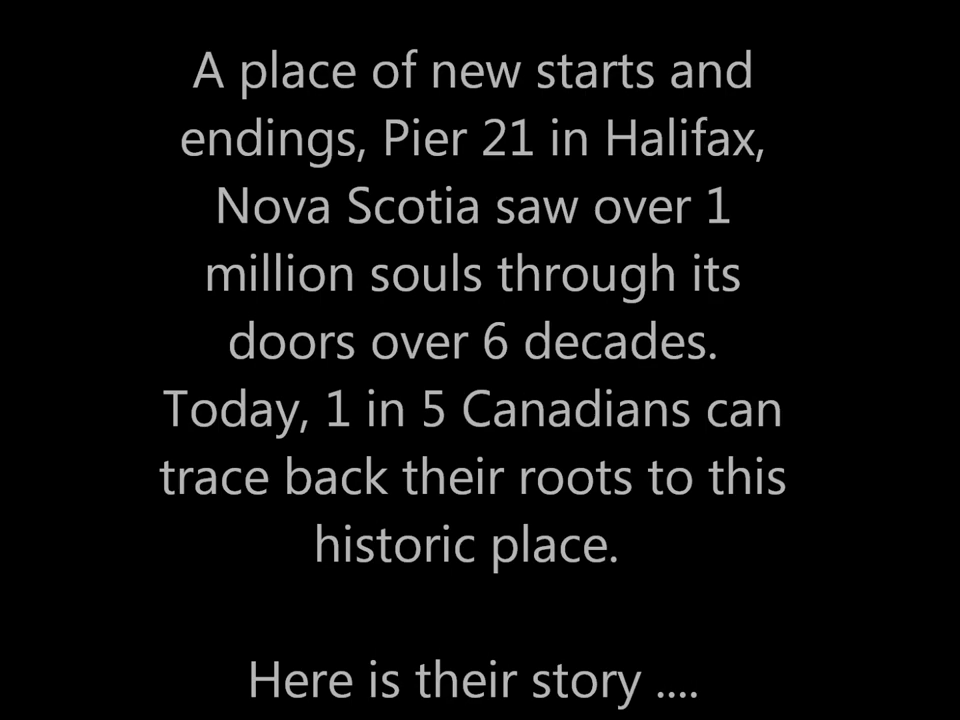 A place of new starts and
endings, Pier 21 in Halifax,
Nova Scotia saw over 1
million souls through its
doors over 6 decades.
Today, 1 in 5 Canadians can
trace back their roots to this
historic place.
Here is their story ....